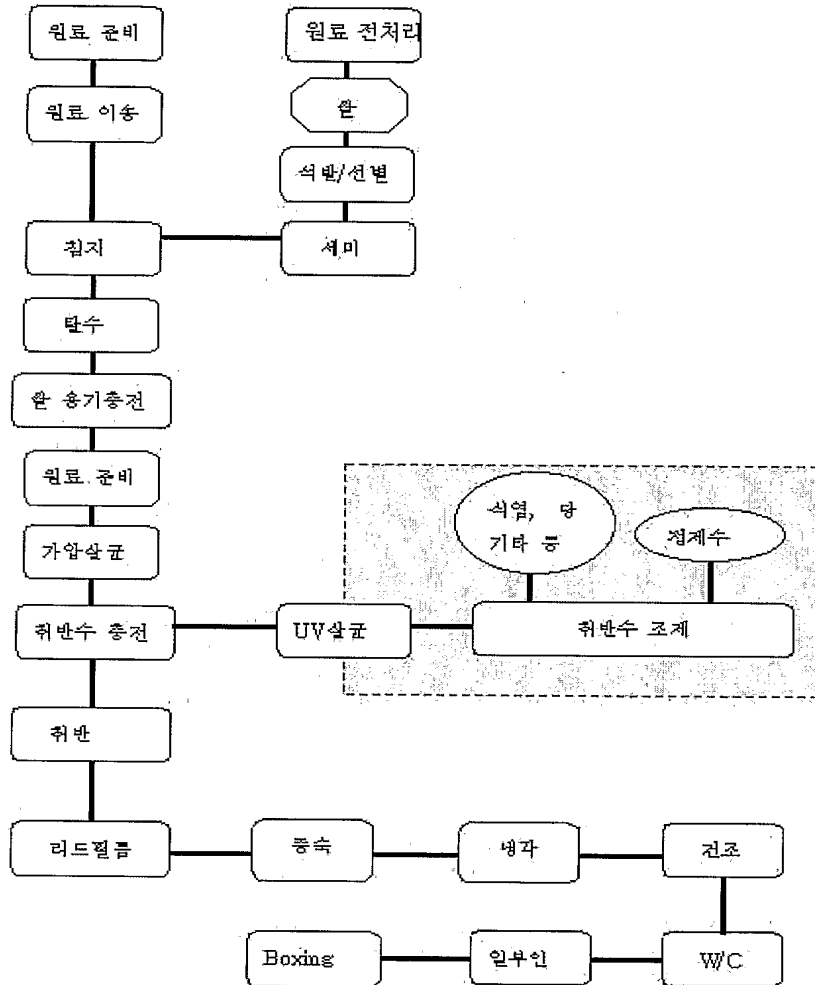 원료 준비
원료 전처리
원료 이송
쌀
석발/선별
침지
세미
탈수
쌀 용기충전
원료 준비
식염, 당
기타 등
정제수
가압살균
취반수 충전
UV살균
취반수 조제
취반
리드필름
증숙
냉각
건조
Boxing
일부인
W/C